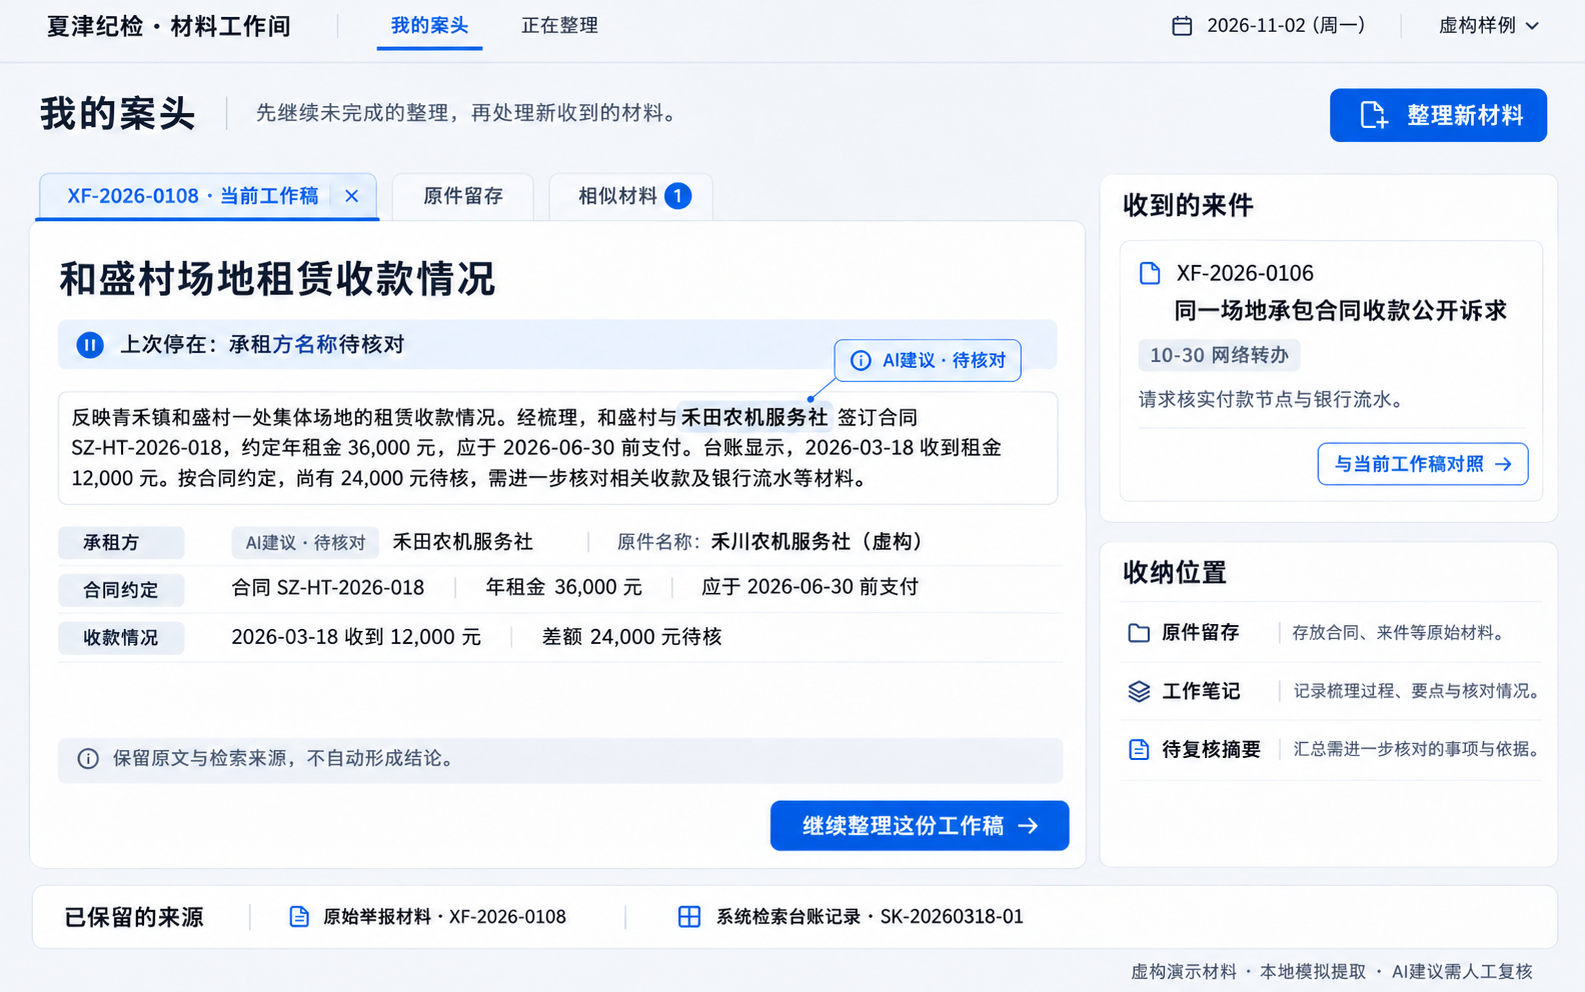 夏津纪检·材料工作间
我的案头
正在整理
2026-11-02 (周一)
虚构样例
我的案头
先继续未完成的整理，再处理新收到的材料。
整理新材料
XF-2026-0108 · 当前工作稿 ×
原件留存
相似材料 1
和盛村场地租赁收款情况
上次停在：承租方名称待核对
AI建议 · 待核对
反映青禾镇和盛村一处集体场地的租赁收款情况。经梳理，和盛村与禾田农机服务社 签订合同
SZ-HT-2026-018，约定年租金 36,000 元，应于 2026-06-30 前支付。台账显示，2026-03-18 收到租金
12,000 元。按合同约定，尚有 24,000 元待核，需进一步核对相关收款及银行流水等材料。
承租方 AI建议 · 待核对 禾田农机服务社 原件名称：禾川农机服务社（虚构）
合同约定 合同 SZ-HT-2026-018 年租金 36,000 元 应于 2026-06-30 前支付
收款情况 2026-03-18 收到 12,000 元 差额 24,000 元待核
保留原文与检索来源，不自动形成结论。
继续整理这份工作稿 →
收到的来件
XF-2026-0106
同一场地承包合同收款公开诉求
10-30 网络转办
请求核实付款节点与银行流水。
与当前工作稿对照 →
收纳位置
原件留存 存放合同、来件等原始材料。
工作笔记 记录梳理过程、要点与核对情况。
待复核摘要 汇总需进一步核对的事项与依据。
已保留的来源
原始举报材料 · XF-2026-0108
系统检索台账记录 · SK-20260318-01
虚构演示材料 · 本地模拟提取 · AI建议需人工复核